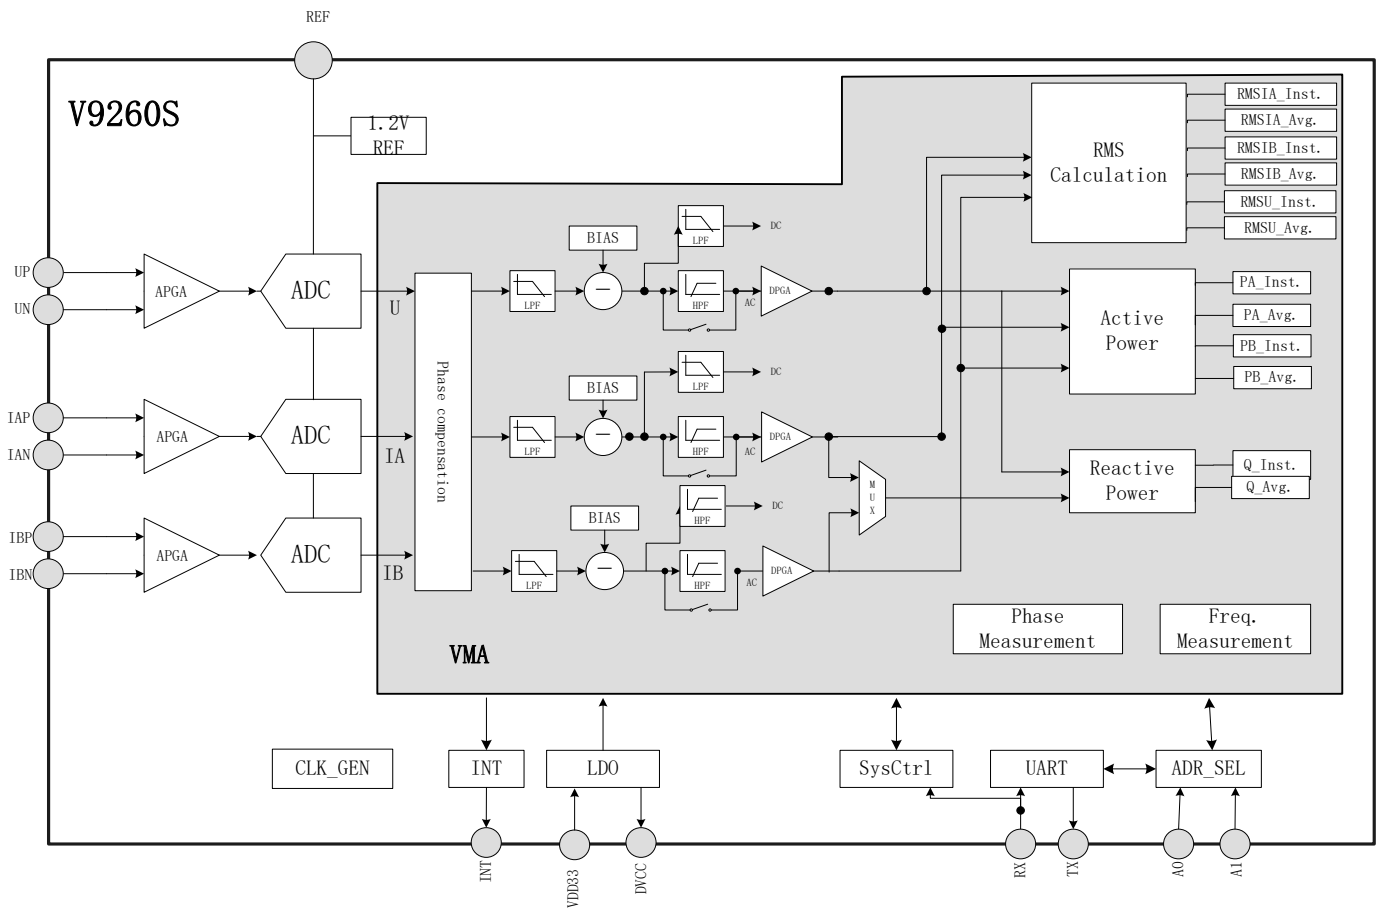 REF
V9260S
1.2V
REF
RMS
Calculation
RMSIA_Inst.
RMSIA_Avg.
RMSIB_Inst.
RMSIB_Avg.
RMSU_Inst.
RMSU_Avg.
UP
UN
APGA
ADC
U
LPF
BIAS
LPF
DC
HPF
AC
DPGA
Active
Power
PA_Inst.
PA_Avg.
PB_Inst.
PB_Avg.
Phase compensation
IAP
IAN
APGA
ADC
IA
LPF
BIAS
LPF
DC
HPF
AC
DPGA
MUX
Reactive
Power
Q_Inst.
Q_Avg.
IBP
IBN
APGA
ADC
IB
LPF
BIAS
HPF
DC
HPF
AC
DPGA
Phase
Measurement
Freq.
Measurement
VMA
CLK_GEN
INT
LDO
SysCtrl
UART
ADR_SEL
INT
VDD33
DVCC
RX
TX
A0
A1